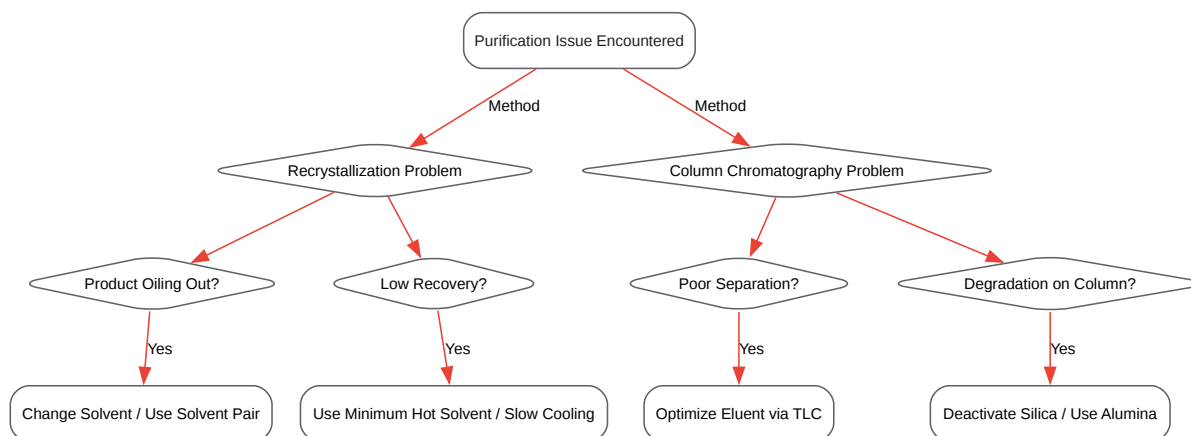 Purification Issue Encountered
Method
Method
Recrystallization Problem
Column Chromatography Problem
Product Oiling Out?
Low Recovery?
Poor Separation?
Degradation on Column?
Yes
Yes
Yes
Yes
Change Solvent / Use Solvent Pair
Use Minimum Hot Solvent / Slow Cooling
Optimize Eluent via TLC
Deactivate Silica / Use Alumina